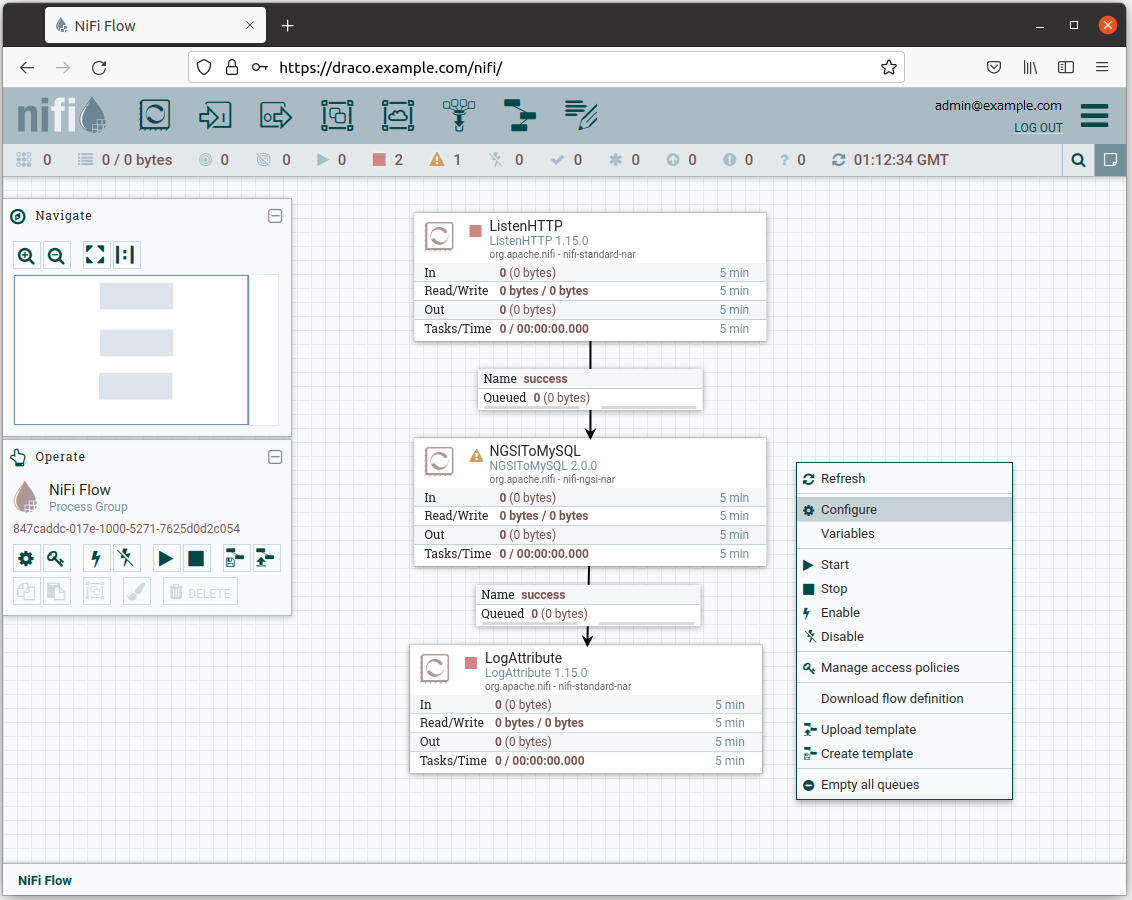 NiFi Flow
https://draco.example.com/nifi/
nifi
admin@example.com
LOG OUT
0 0 / 0 bytes 0 0 0 2 1 0 0 0 0 0 ? 0 01:12:34 GMT
Navigate
Operate
NiFi Flow
Process Group
847caddc-017e-1000-5271-7625d0d2c054
DELETE
ListenHTTP
ListenHTTP 1.15.0
org.apache.nifi - nifi-standard-nar
In 0 (0 bytes) 5 min
Read/Write 0 bytes / 0 bytes 5 min
Out 0 (0 bytes) 5 min
Tasks/Time 0 / 00:00:00.000 5 min
Name success
Queued 0 (0 bytes)
NGSIToMySQL
NGSIToMySQL 2.0.0
org.apache.nifi - nifi-ngsi-nar
In 0 (0 bytes) 5 min
Read/Write 0 bytes / 0 bytes 5 min
Out 0 (0 bytes) 5 min
Tasks/Time 0 / 00:00:00.000 5 min
Name success
Queued 0 (0 bytes)
LogAttribute
LogAttribute 1.15.0
org.apache.nifi - nifi-standard-nar
In 0 (0 bytes) 5 min
Read/Write 0 bytes / 0 bytes 5 min
Out 0 (0 bytes) 5 min
Tasks/Time 0 / 00:00:00.000 5 min
Refresh
Configure
Variables
Start
Stop
Enable
Disable
Manage access policies
Download flow definition
Upload template
Create template
Empty all queues
NiFi Flow